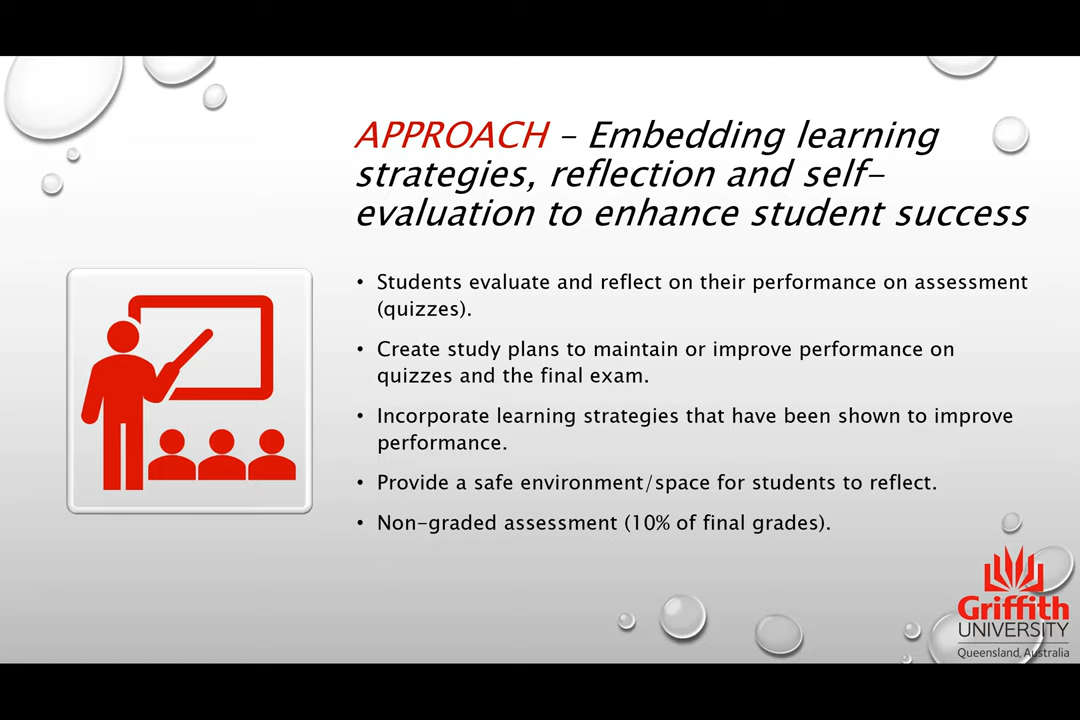 APPROACH – Embedding learning
strategies, reflection and self-
evaluation to enhance student success
• Students evaluate and reflect on their performance on assessment
(quizzes).
• Create study plans to maintain or improve performance on
quizzes and the final exam.
• Incorporate learning strategies that have been shown to improve
performance.
• Provide a safe environment/space for students to reflect.
• Non-graded assessment (10% of final grades).
Griffith
UNIVERSITY
Queensland, Australia